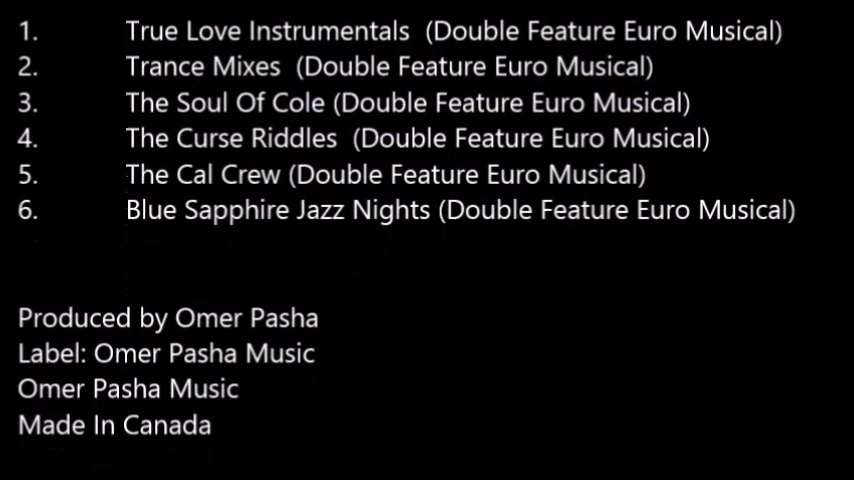 1. True Love Instrumentals (Double Feature Euro Musical)
2. Trance Mixes (Double Feature Euro Musical)
3. The Soul Of Cole (Double Feature Euro Musical)
4. The Curse Riddles (Double Feature Euro Musical)
5. The Cal Crew (Double Feature Euro Musical)
6. Blue Sapphire Jazz Nights (Double Feature Euro Musical)
Produced by Omer Pasha
Label: Omer Pasha Music
Omer Pasha Music
Made In Canada